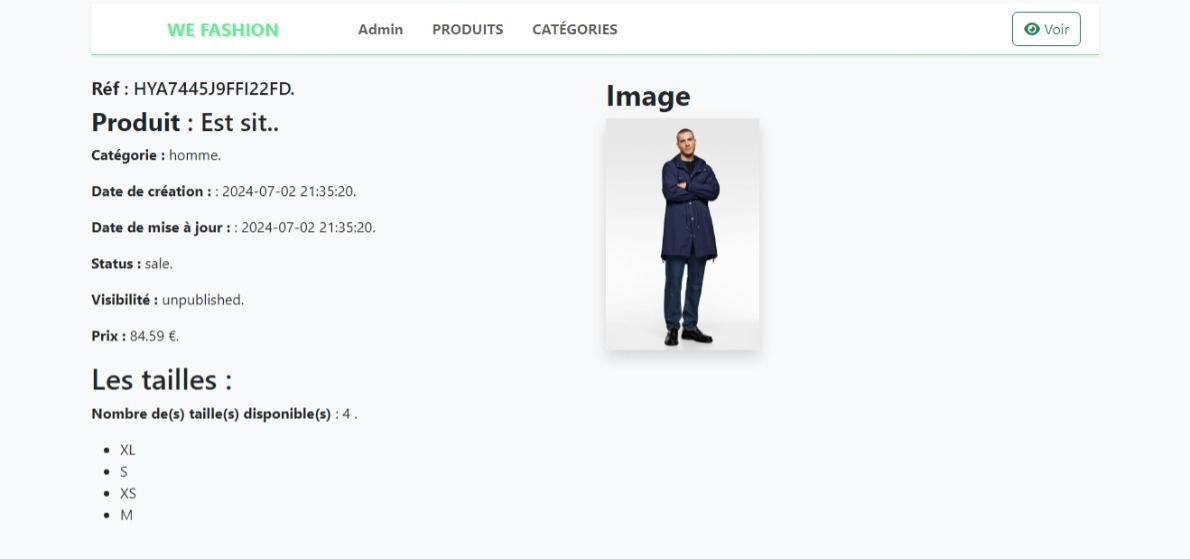 WE FASHION Admin PRODUITS CATÉGORIES Voir
Réf : HYA7445J9FFI22FD.
Produit : Est sit..
Catégorie : homme.
Date de création : : 2024-07-02 21:35:20.
Date de mise à jour : : 2024-07-02 21:35:20.
Status : sale.
Visibilité : unpublished.
Prix : 84.59 €.
Les tailles :
Nombre de(s) taille(s) disponible(s) : 4 .
XL
S
XS
M
Image